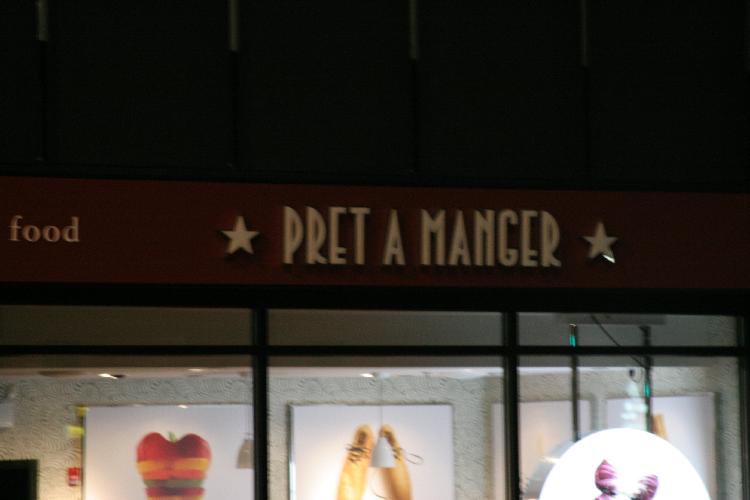 food
★ PRET A MANGER ★